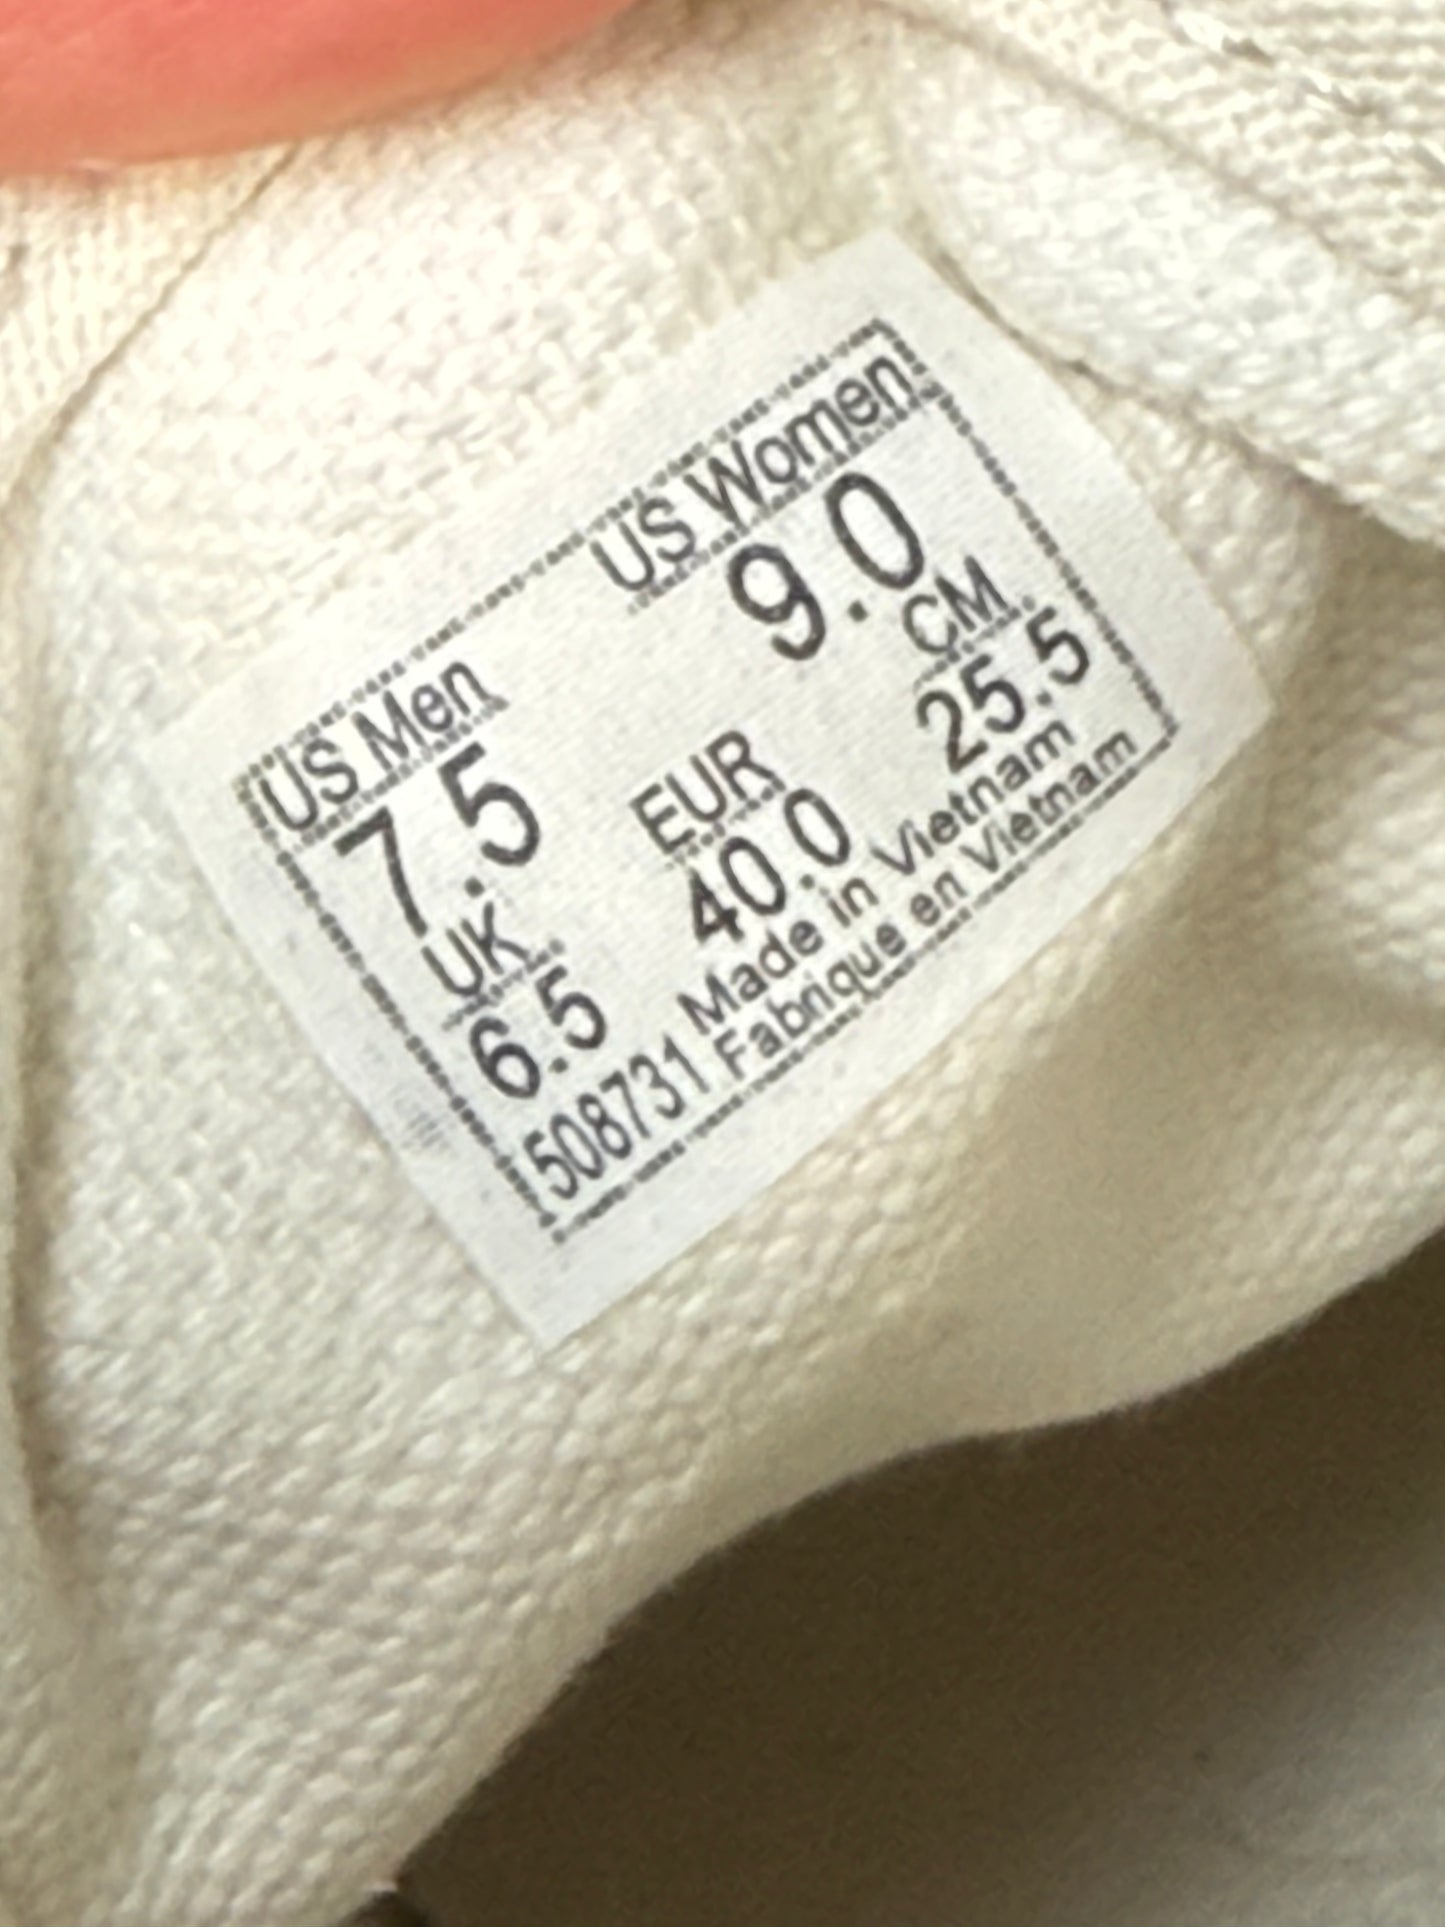 US Men US Women
7.5 9.0
UK EUR CM
6.5 40.0 25.5
508731 Made in Vietnam
Fabrique en Viêtnam